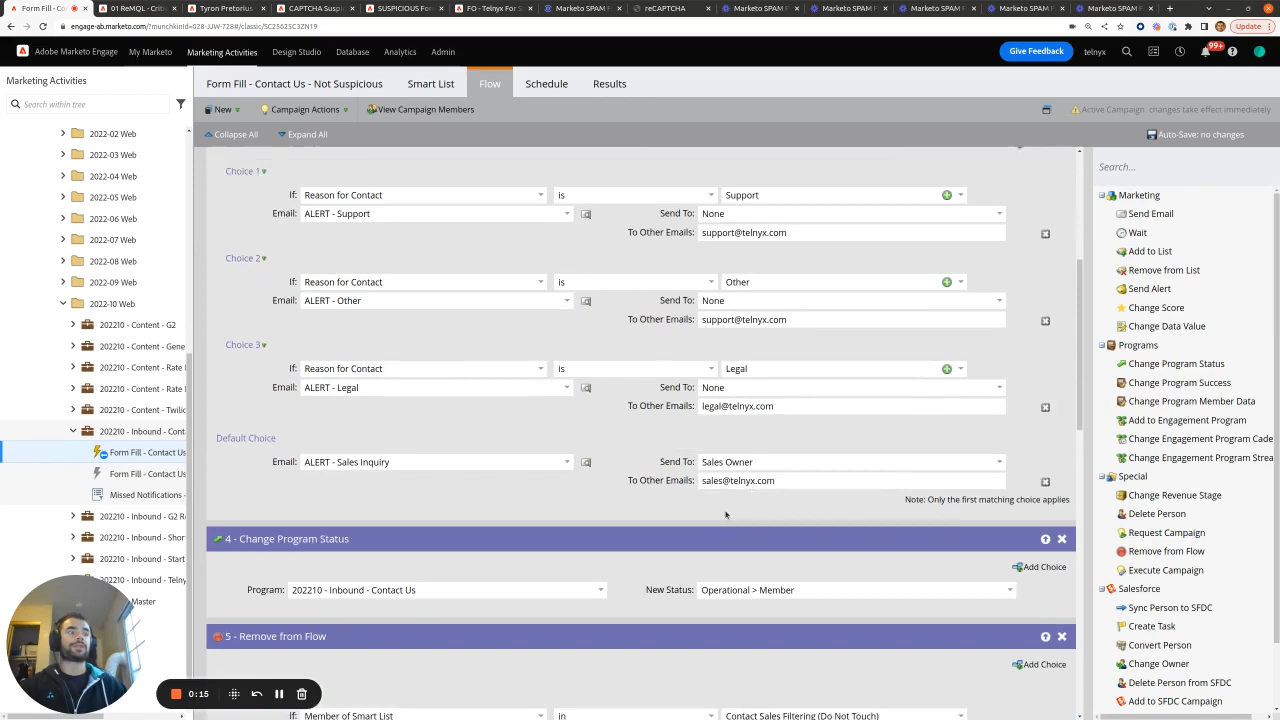 Form Fill - Co
01 ReMQL - Critic
Tyron Pretorius
CAPTCHA Suspic
SUSPICIOUS Form
FO - Telnyx For S
Marketo SPAM F
reCAPTCHA
Marketo SPAM F
Marketo SPAM F
Marketo SPAM F
Marketo SPAM F
Marketo SPAM F
engage-ab.marketo.com/?munchkinId=028-JJW-728#/classic/SC25625C3ZN19
Update
Adobe Marketo Engage
My Marketo
Marketing Activities
Design Studio
Database
Analytics
Admin
Give Feedback
telnyx
99+
Marketing Activities
Form Fill - Contact Us - Not Suspicious
Smart List
Flow
Schedule
Results
Search within tree
New
Campaign Actions
View Campaign Members
Active Campaign changes take effect immediately
Collapse All
Expand All
Auto-Save: no changes
2022-02 Web
2022-03 Web
2022-04 Web
2022-05 Web
2022-06 Web
2022-07 Web
2022-08 Web
2022-09 Web
2022-10 Web
202210 - Content - G2
202210 - Content - Gene
202210 - Content - Rate
202210 - Content - Rate
202210 - Content - Twilio
202210 - Inbound - Cont
Form Fill - Contact Us
Form Fill - Contact Us
Missed Notifications -
202210 - Inbound - G2 R
202210 - Inbound - Shor
202210 - Inbound - Start
202210 - Inbound - Telny
Master
Choice 1
If: Reason for Contact is Support
Email: ALERT - Support Send To: None
To Other Emails: support@telnyx.com
Choice 2
If: Reason for Contact is Other
Email: ALERT - Other Send To: None
To Other Emails: support@telnyx.com
Choice 3
If: Reason for Contact is Legal
Email: ALERT - Legal Send To: None
To Other Emails: legal@telnyx.com
Default Choice
Email: ALERT - Sales Inquiry Send To: Sales Owner
To Other Emails: sales@telnyx.com
Note: Only the first matching choice applies
4 - Change Program Status
Add Choice
Program: 202210 - Inbound - Contact Us New Status: Operational > Member
5 - Remove from Flow
Add Choice
If: Member of Smart List in Contact Sales Filtering (Do Not Touch)
Search...
Marketing
Send Email
Wait
Add to List
Remove from List
Send Alert
Change Score
Change Data Value
Programs
Change Program Status
Change Program Success
Change Program Member Data
Add to Engagement Program
Change Engagement Program Cade
Change Engagement Program Strea
Special
Change Revenue Stage
Delete Person
Request Campaign
Remove from Flow
Execute Campaign
Salesforce
Sync Person to SFDC
Create Task
Convert Person
Change Owner
Delete Person from SFDC
Add to SFDC Campaign
0:15